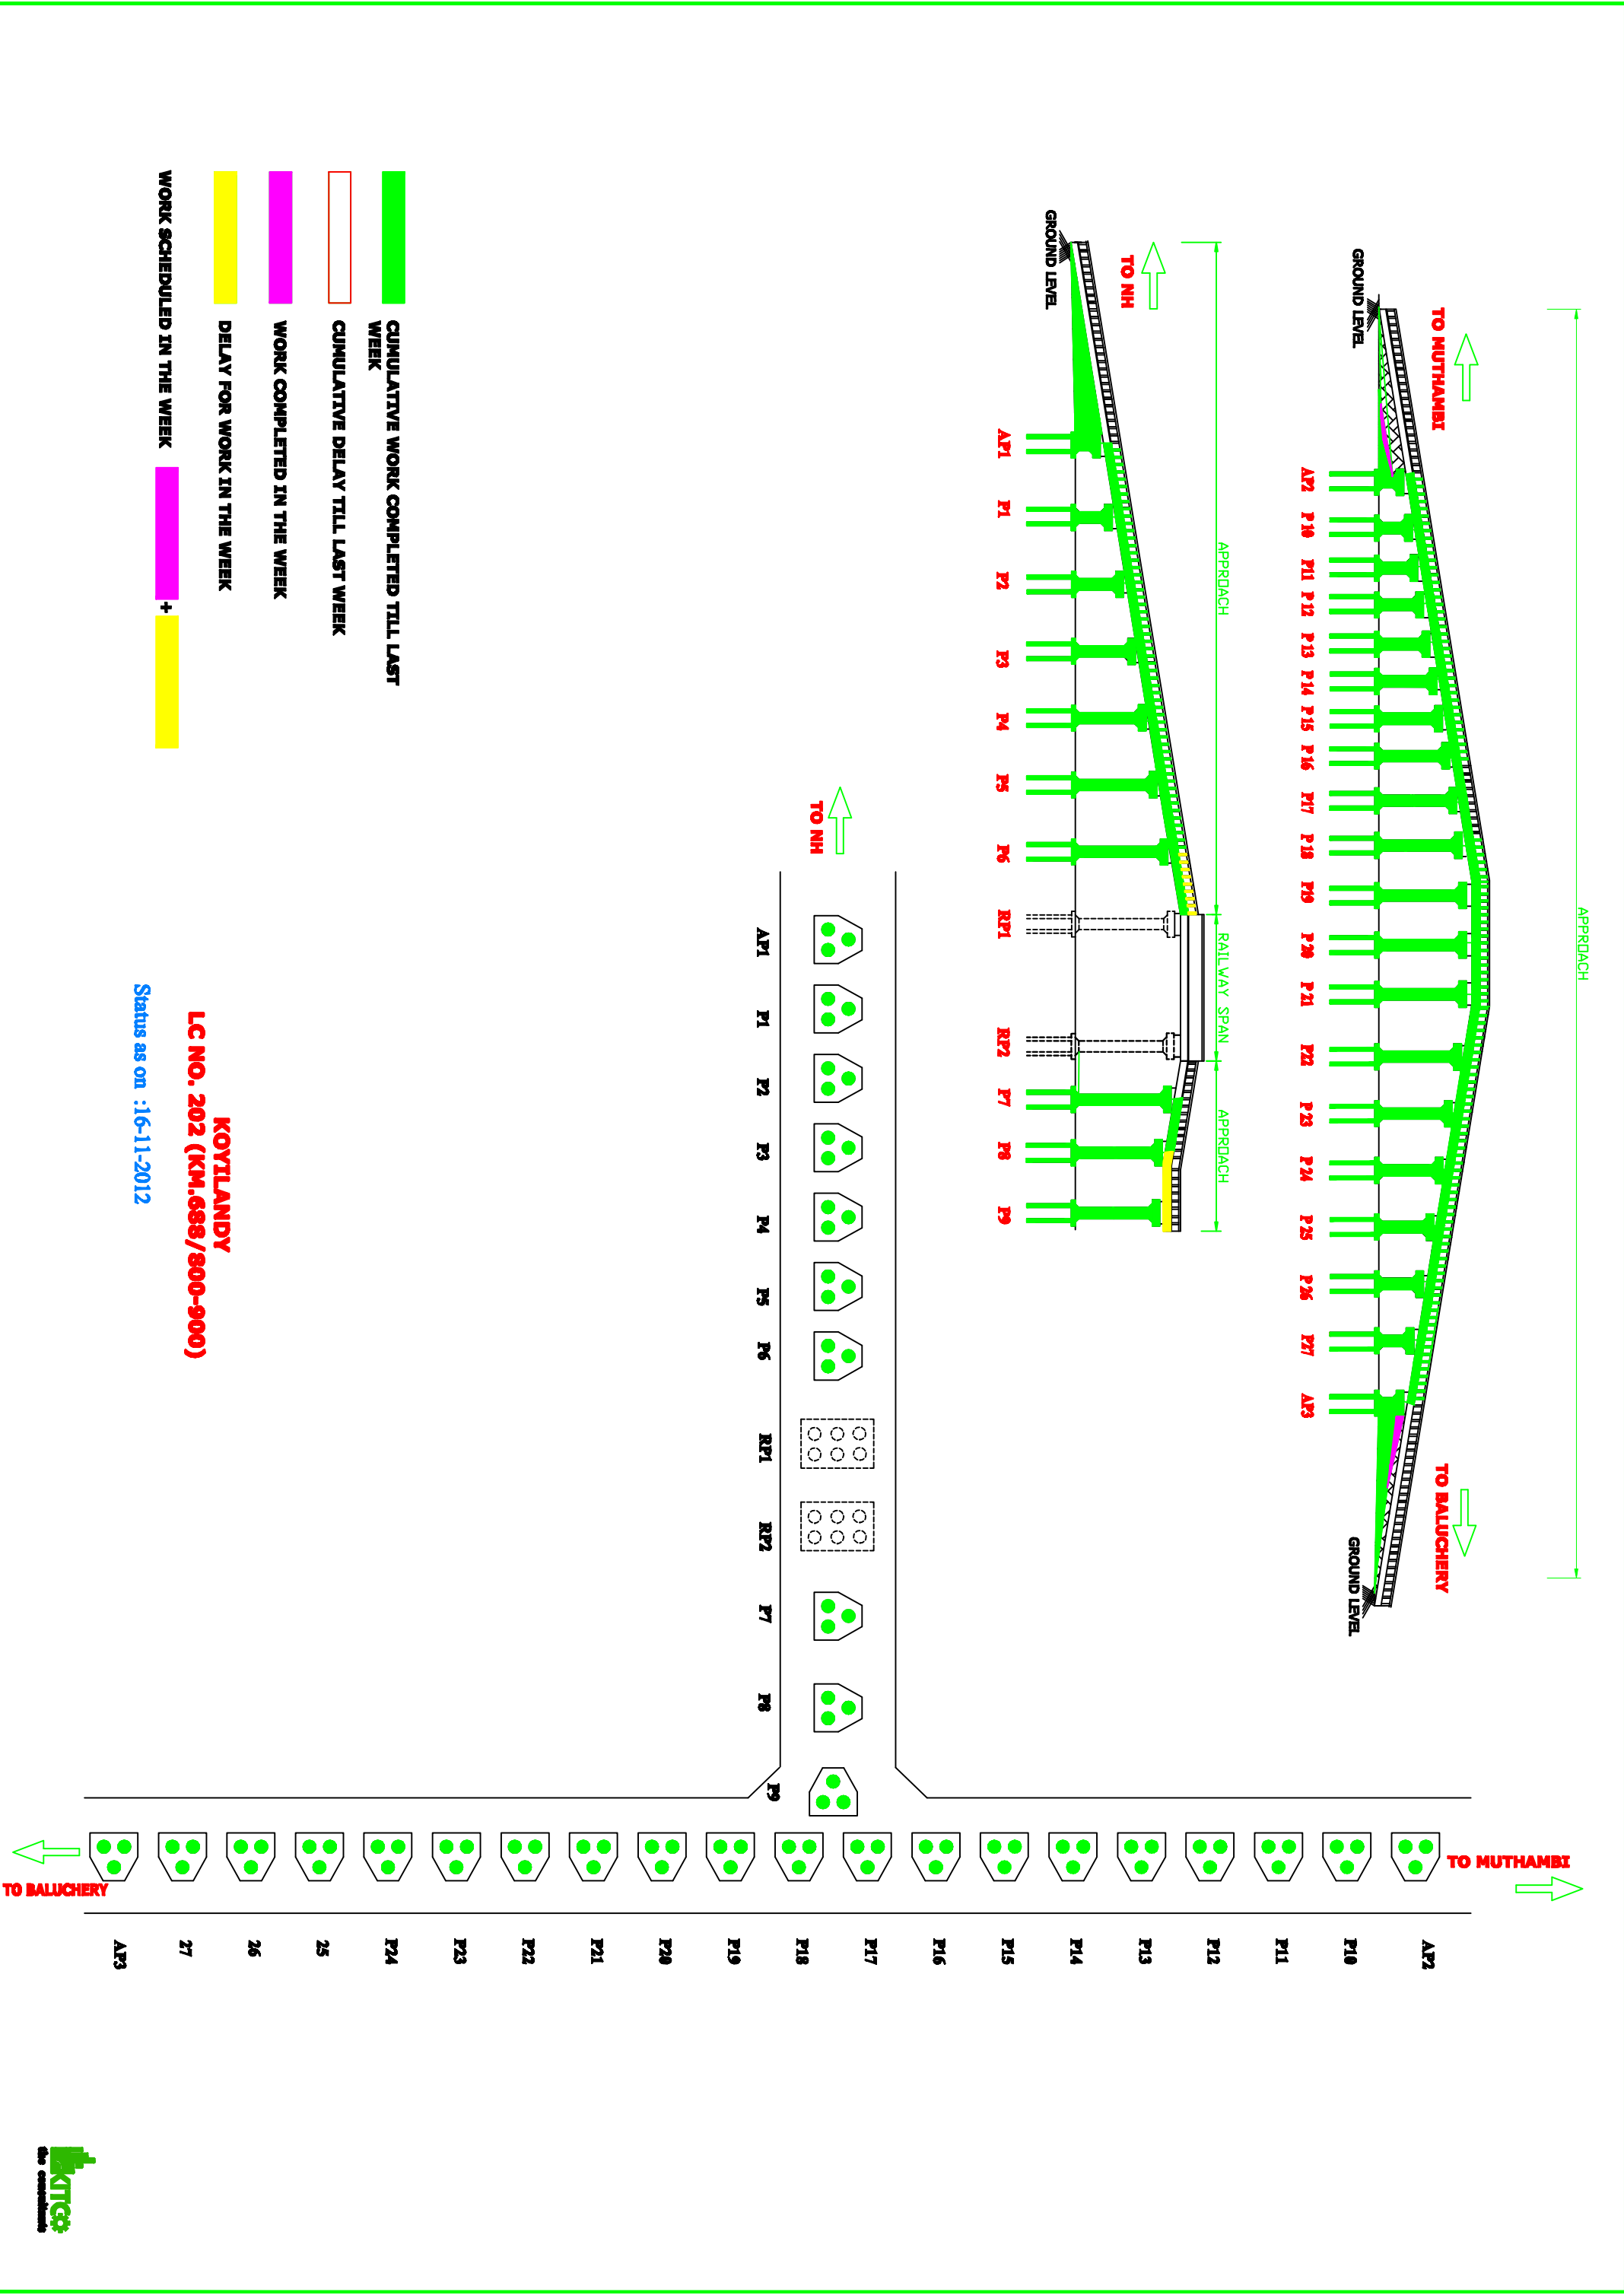 APPROACH
TO MUTHAMBI
TO BALUCHERY
GROUND LEVEL
GROUND LEVEL
AP2 P10 P11 P12 P13 P14 P15 P16 P17 P18 P19 P20 P21 P22 P23 P24 P25 P26 P27 AP3
APPROACH RAILWAY SPAN APPROACH
TO NH
GROUND LEVEL
AP1 P1 P2 P3 P4 P5 P6 RP1 RP2 P7 P8 P9
TO NH
AP1 P1 P2 P3 P4 P5 P6 RP1 RP2 P7 P8 P9
TO MUTHAMBI
AP2
P10
P11
P12
P13
P14
P15
P16
P17
P18
P19
P20
P21
P22
P23
P24
25
26
27
AP3
TO BALUCHERY
CUMULATIVE WORK COMPLETED TILL LAST
WEEK
CUMULATIVE DELAY TILL LAST WEEK
WORK COMPLETED IN THE WEEK
DELAY FOR WORK IN THE WEEK
WORK SCHEDULED IN THE WEEK +
KOYILANDY
LC NO. 202 (KM.688/800-900)
Status as on :16-11-2012
KITCO
the consultants